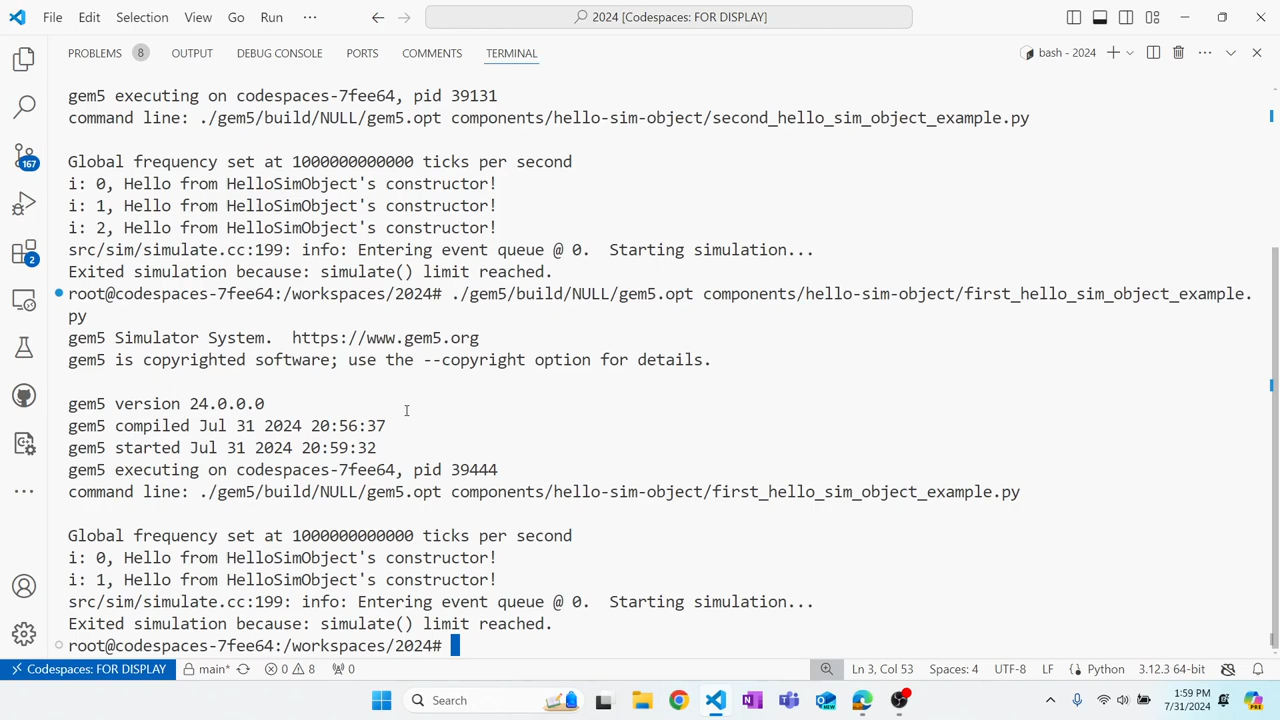 File Edit Selection View Go Run ··· 2024 [Codespaces: FOR DISPLAY]
PROBLEMS 8 OUTPUT DEBUG CONSOLE PORTS COMMENTS TERMINAL bash - 2024
gem5 executing on codespaces-7fee64, pid 39131
command line: ./gem5/build/NULL/gem5.opt components/hello-sim-object/second_hello_sim_object_example.py
Global frequency set at 1000000000000 ticks per second
i: 0, Hello from HelloSimObject's constructor!
i: 1, Hello from HelloSimObject's constructor!
i: 2, Hello from HelloSimObject's constructor!
src/sim/simulate.cc:199: info: Entering event queue @ 0.  Starting simulation...
Exited simulation because: simulate() limit reached.
root@codespaces-7fee64:/workspaces/2024# ./gem5/build/NULL/gem5.opt components/hello-sim-object/first_hello_sim_object_example.
py
gem5 Simulator System.  https://www.gem5.org
gem5 is copyrighted software; use the --copyright option for details.
gem5 version 24.0.0.0
gem5 compiled Jul 31 2024 20:56:37
gem5 started Jul 31 2024 20:59:32
gem5 executing on codespaces-7fee64, pid 39444
command line: ./gem5/build/NULL/gem5.opt components/hello-sim-object/first_hello_sim_object_example.py
Global frequency set at 1000000000000 ticks per second
i: 0, Hello from HelloSimObject's constructor!
i: 1, Hello from HelloSimObject's constructor!
src/sim/simulate.cc:199: info: Entering event queue @ 0.  Starting simulation...
Exited simulation because: simulate() limit reached.
root@codespaces-7fee64:/workspaces/2024#
167
2
Codespaces: FOR DISPLAY main* 0 8 0 Ln 3, Col 53 Spaces: 4 UTF-8 LF Python 3.12.3 64-bit
Search 1:59 PM
7/31/2024